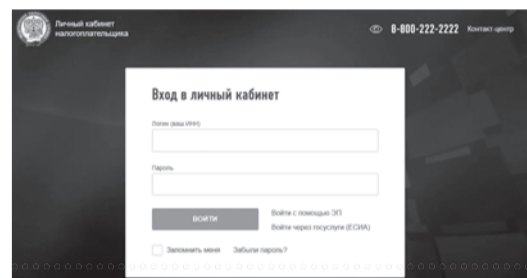 Личный кабинет
налогоплательщика
8-800-222-2222 Контакт-центр
Вход в личный кабинет
Логин (ваш ИНН)
Пароль
ВОЙТИ
Войти с помощью ЭП
Войти через госуслуги (ЕСИА)
Запомнить меня Забыли пароль?